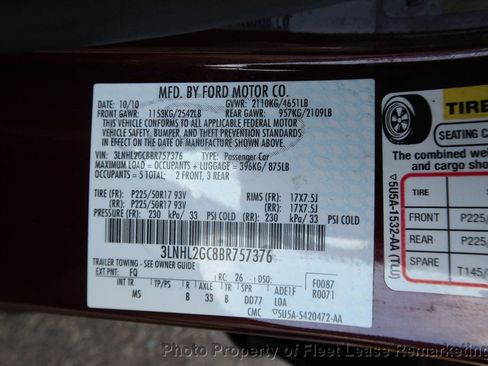 MFD. BY FORD MOTOR CO.
10/10 GVWR: 2110KG/4651LB
FRONT GAWR: 1153KG/2542LB REAR GAWR: 957KG/2109LB
THIS VEHICLE CONFORMS TO ALL APPLICABLE FEDERAL MOTOR
VEHICLE SAFETY, BUMPER, AND THEFT PREVENTION STANDARDS
IN EFFECT ON THE DATE OF MANUFACTURE SHOWN ABOVE.
VIN: 3LNHL2GC8BR757376 TYPE: Passenger Car
MAXIMUM LOAD = OCCUPANTS + LUGGAGE = 396KG/875LB
OCCUPANTS = 5 TOTAL: 2 FRONT, 3 REAR
TIRE (FR): P225/50R17 93V RIMS (FR): 17X7.5J
(RR): P225/50R17 93V (RR): 17X7.5J
PRESSURE (FR): 230 kPa/ 33 PSI COLD (RR): 230 kPa/ 33 PSI COLD
3LNHL2GC8BR757376
TRAILER TOWING - SEE OWNER GUIDE
EXT PNT: FQ RC: 26 DSO: F0087
INT TR TP/PS R AXLE TR SPR R0071
MS B 33 B DD77 LOA
CMC 5U5A-5420472-AA
5U5A-1532-AA (TLU)
TIRE
SEATING CA
The combined we
and cargo sho
TIRE S
FRONT P225/
REAR P225/
SPARE T145/
Photo Property of Fleet Lease Remarketing